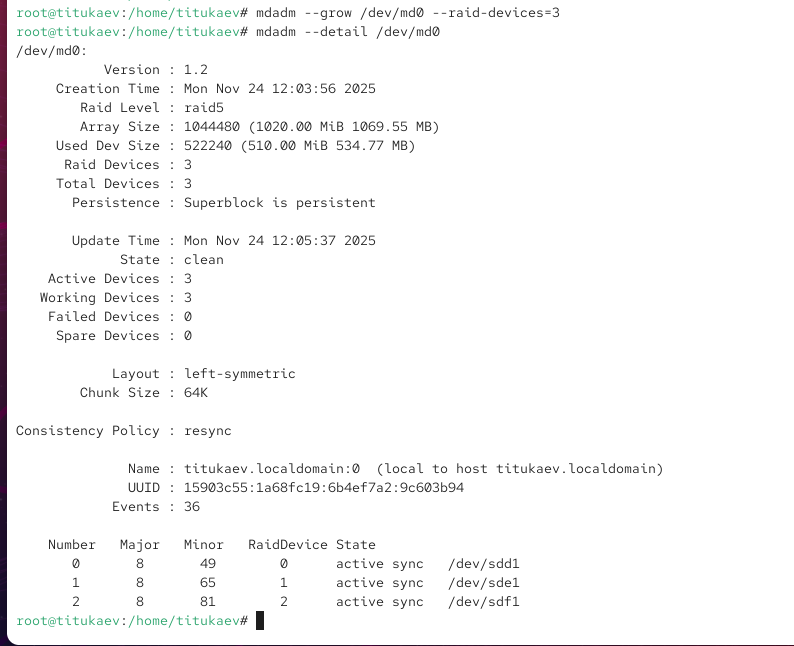 root@titukaev:/home/titukaev# mdadm --grow /dev/md0 --raid-devices=3
root@titukaev:/home/titukaev# mdadm --detail /dev/md0
/dev/md0:
           Version : 1.2
     Creation Time : Mon Nov 24 12:03:56 2025
        Raid Level : raid5
        Array Size : 1044480 (1020.00 MiB 1069.55 MB)
     Used Dev Size : 522240 (510.00 MiB 534.77 MB)
      Raid Devices : 3
     Total Devices : 3
       Persistence : Superblock is persistent

       Update Time : Mon Nov 24 12:05:37 2025
             State : clean
    Active Devices : 3
   Working Devices : 3
    Failed Devices : 0
     Spare Devices : 0

            Layout : left-symmetric
        Chunk Size : 64K

Consistency Policy : resync

              Name : titukaev.localdomain:0  (local to host titukaev.localdomain)
              UUID : 15903c55:1a68fc19:6b4ef7a2:9c603b94
            Events : 36

    Number   Major   Minor   RaidDevice State
       0       8       49        0      active sync   /dev/sdd1
       1       8       65        1      active sync   /dev/sde1
       2       8       81        2      active sync   /dev/sdf1
root@titukaev:/home/titukaev#